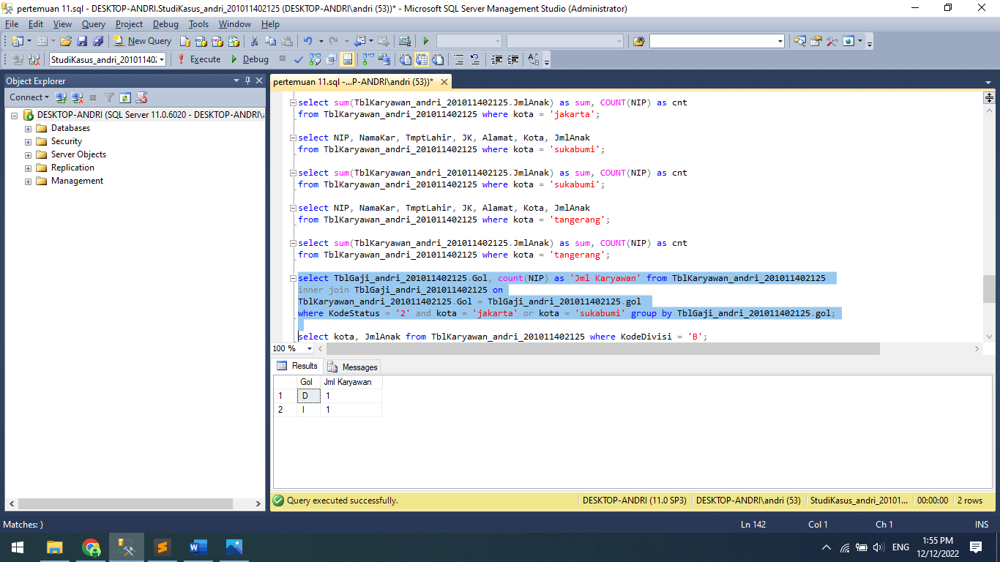 pertemuan 11.sql - DESKTOP-ANDRI.StudiKasus_andri_201011402125 (DESKTOP-ANDRI\andri (53))* - Microsoft SQL Server Management Studio (Administrator)
File Edit View Query Project Debug Tools Window Help
New Query
StudiKasus_andri_2010114021 Execute Debug
Object Explorer
Connect
DESKTOP-ANDRI (SQL Server 11.0.6020 - DESKTOP-ANDRI\
Databases
Security
Server Objects
Replication
Management
pertemuan 11.sql -...P-ANDRI\andri (53))*
select sum(TblKaryawan_andri_201011402125.JmlAnak) as sum, COUNT(NIP) as cnt
from TblKaryawan_andri_201011402125 where kota = 'jakarta';
select NIP, NamaKar, TmptLahir, JK, Alamat, Kota, JmlAnak
from TblKaryawan_andri_201011402125 where kota = 'sukabumi';
select sum(TblKaryawan_andri_201011402125.JmlAnak) as sum, COUNT(NIP) as cnt
from TblKaryawan_andri_201011402125 where kota = 'sukabumi';
select NIP, NamaKar, TmptLahir, JK, Alamat, Kota, JmlAnak
from TblKaryawan_andri_201011402125 where kota = 'tangerang';
select sum(TblKaryawan_andri_201011402125.JmlAnak) as sum, COUNT(NIP) as cnt
from TblKaryawan_andri_201011402125 where kota = 'tangerang';
select TblGaji_andri_201011402125.Gol, count(NIP) as 'Jml Karyawan' from TblKaryawan_andri_201011402125
inner join TblGaji_andri_201011402125 on
TblKaryawan_andri_201011402125.Gol = TblGaji_andri_201011402125.gol
where KodeStatus = '2' and kota = 'jakarta' or kota = 'sukabumi' group by TblGaji_andri_201011402125.gol;
select kota, JmlAnak from TblKaryawan_andri_201011402125 where KodeDivisi = 'B';
100 %
Results Messages
Gol Jml Karyawan
1 D 1
2 I 1
Query executed successfully. DESKTOP-ANDRI (11.0 SP3) DESKTOP-ANDRI\andri (53) StudiKasus_andri_20101... 00:00:00 2 rows
Matches: ) Ln 142 Col 1 Ch 1 INS
ENG 1:55 PM
12/12/2022